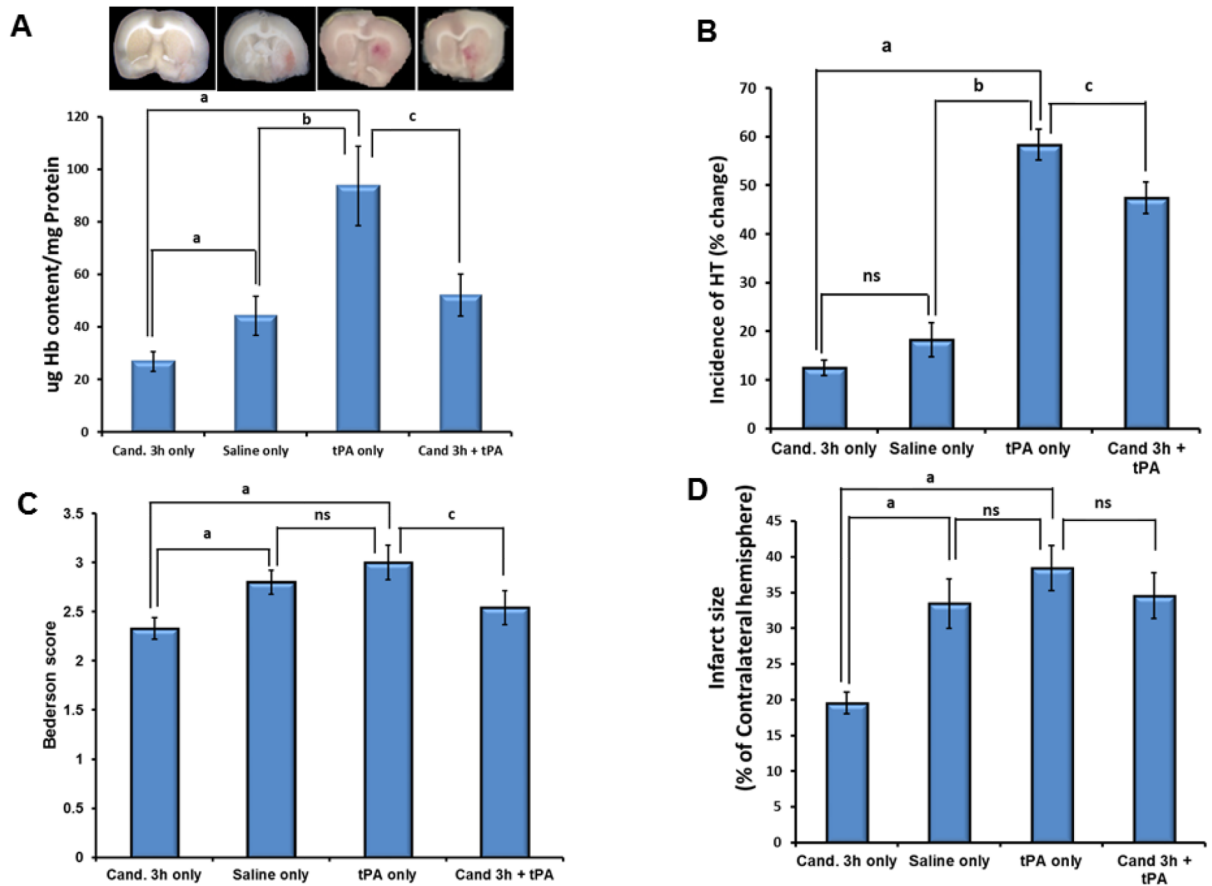 A
a
b
c
a
120
100
80
60
40
20
0
ug Hb content/mg Protein
Cand. 3h only Saline only tPA only Cand 3h + tPA
B
a
b
c
ns
70
60
50
40
30
20
10
0
Incidence of HT (% change)
Cand. 3h only Saline only tPA only Cand 3h +
tPA
C
a
ns
c
a
3.5
3
2.5
2
1.5
1
0.5
0
Bederson score
Cand. 3h only Saline only tPA only Cand 3h + tPA
D
a
a
ns
ns
45
40
35
30
25
20
15
10
5
0
Infarct size
(% of Contralateral hemisphere)
Cand. 3h only Saline only tPA only Cand 3h +
tPA